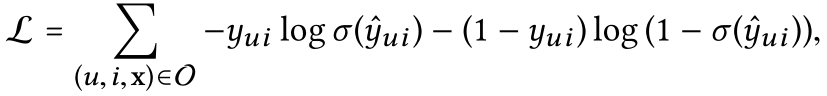 ℒ = ∑_{(u, i, 𝐱)∈𝒪} −y_{ui} log σ(ŷ_{ui}) − (1 − y_{ui}) log (1 − σ(ŷ_{ui})),